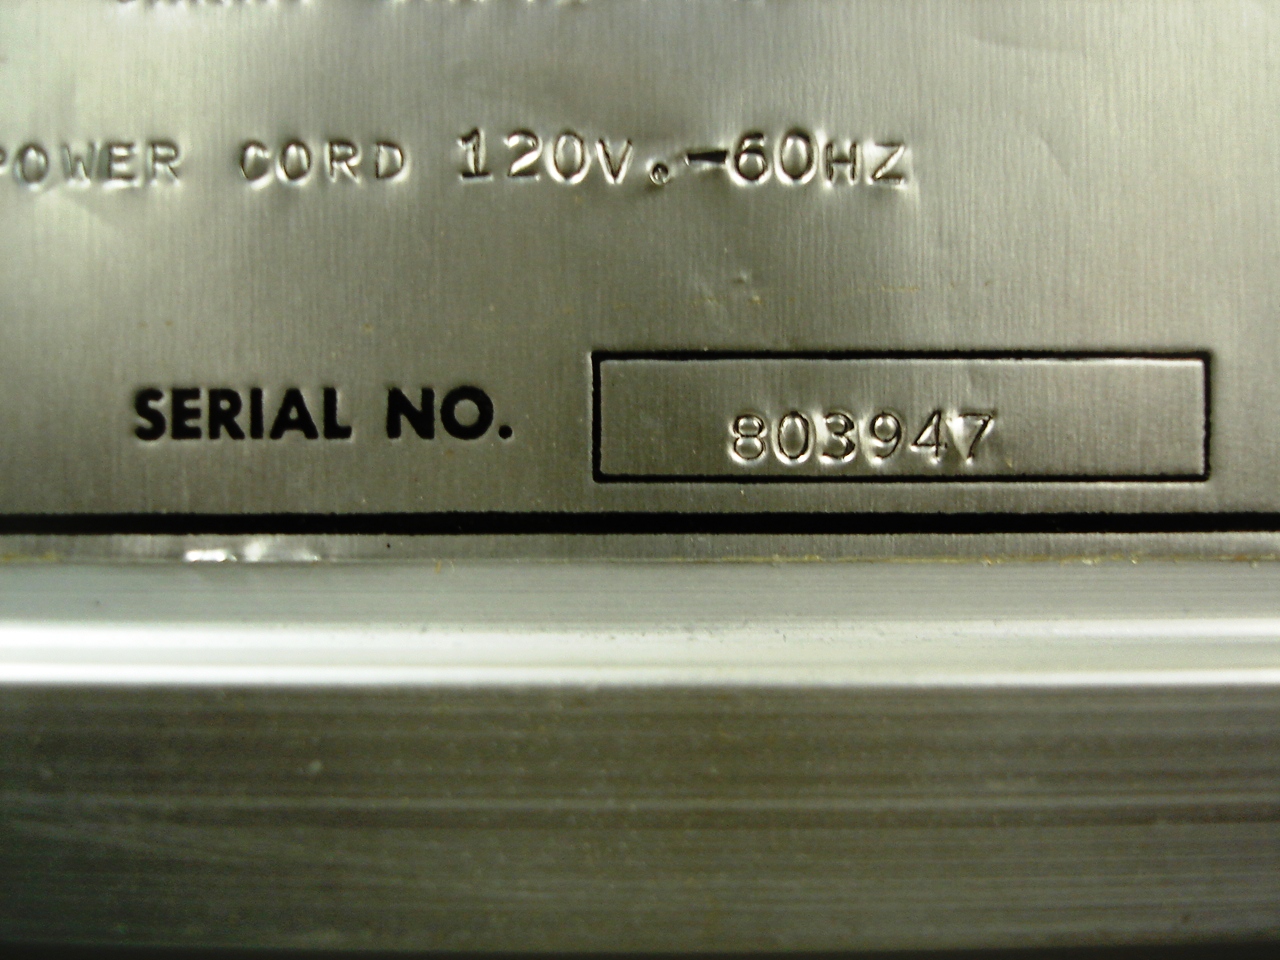 POWER CORD 120V.-60HZ
SERIAL NO. 803947